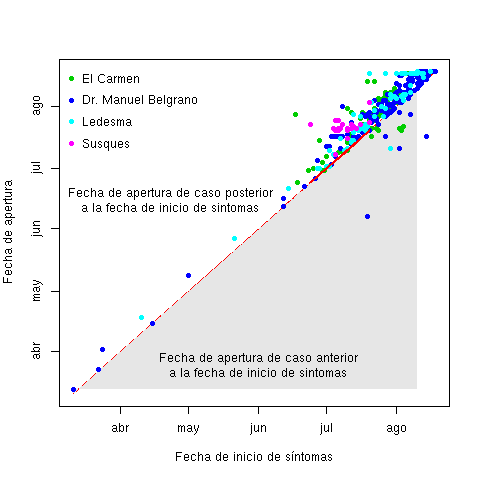 El Carmen
Dr. Manuel Belgrano
Ledesma
Susques
Fecha de apertura de caso posterior
a la fecha de inicio de sintomas
Fecha de apertura de caso anterior
a la fecha de inicio de sintomas
Fecha de apertura
abr
may
jun
jul
ago
abr
may
jun
jul
ago
Fecha de inicio de síntomas